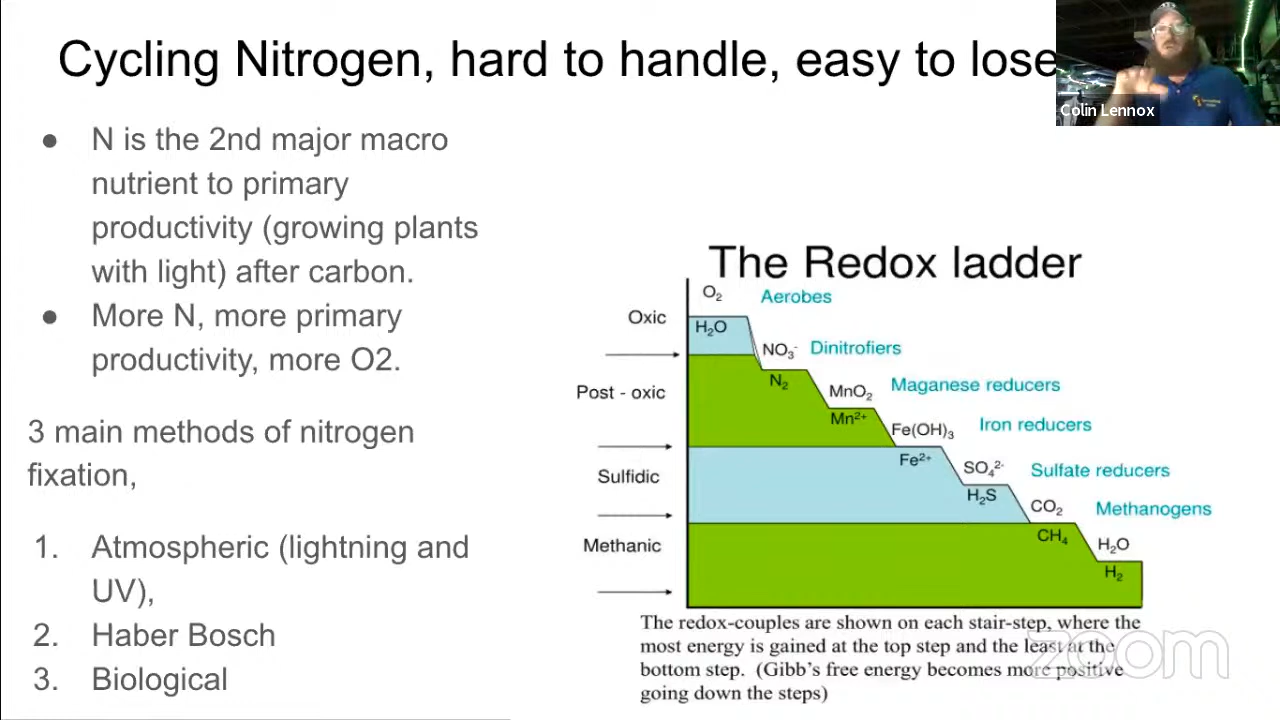 Cycling Nitrogen, hard to handle, easy to lose
Colin Lennox
● N is the 2nd major macro
nutrient to primary
productivity (growing plants
with light) after carbon.
● More N, more primary
productivity, more O2.
3 main methods of nitrogen
fixation,
1. Atmospheric (lightning and
UV),
2. Haber Bosch
3. Biological
The Redox ladder
O₂ Aerobes
Oxic
H₂O
NO₃⁻ Dinitrofiers
N₂
Post - oxic
MnO₂ Maganese reducers
Mn²⁺
Fe(OH)₃ Iron reducers
Fe²⁺
Sulfidic
SO₄²⁻ Sulfate reducers
H₂S
CO₂ Methanogens
CH₄
Methanic
H₂O
H₂
The redox-couples are shown on each stair-step, where the
most energy is gained at the top step and the least at the
bottom step. (Gibb's free energy becomes more positive
going down the steps)
zoom